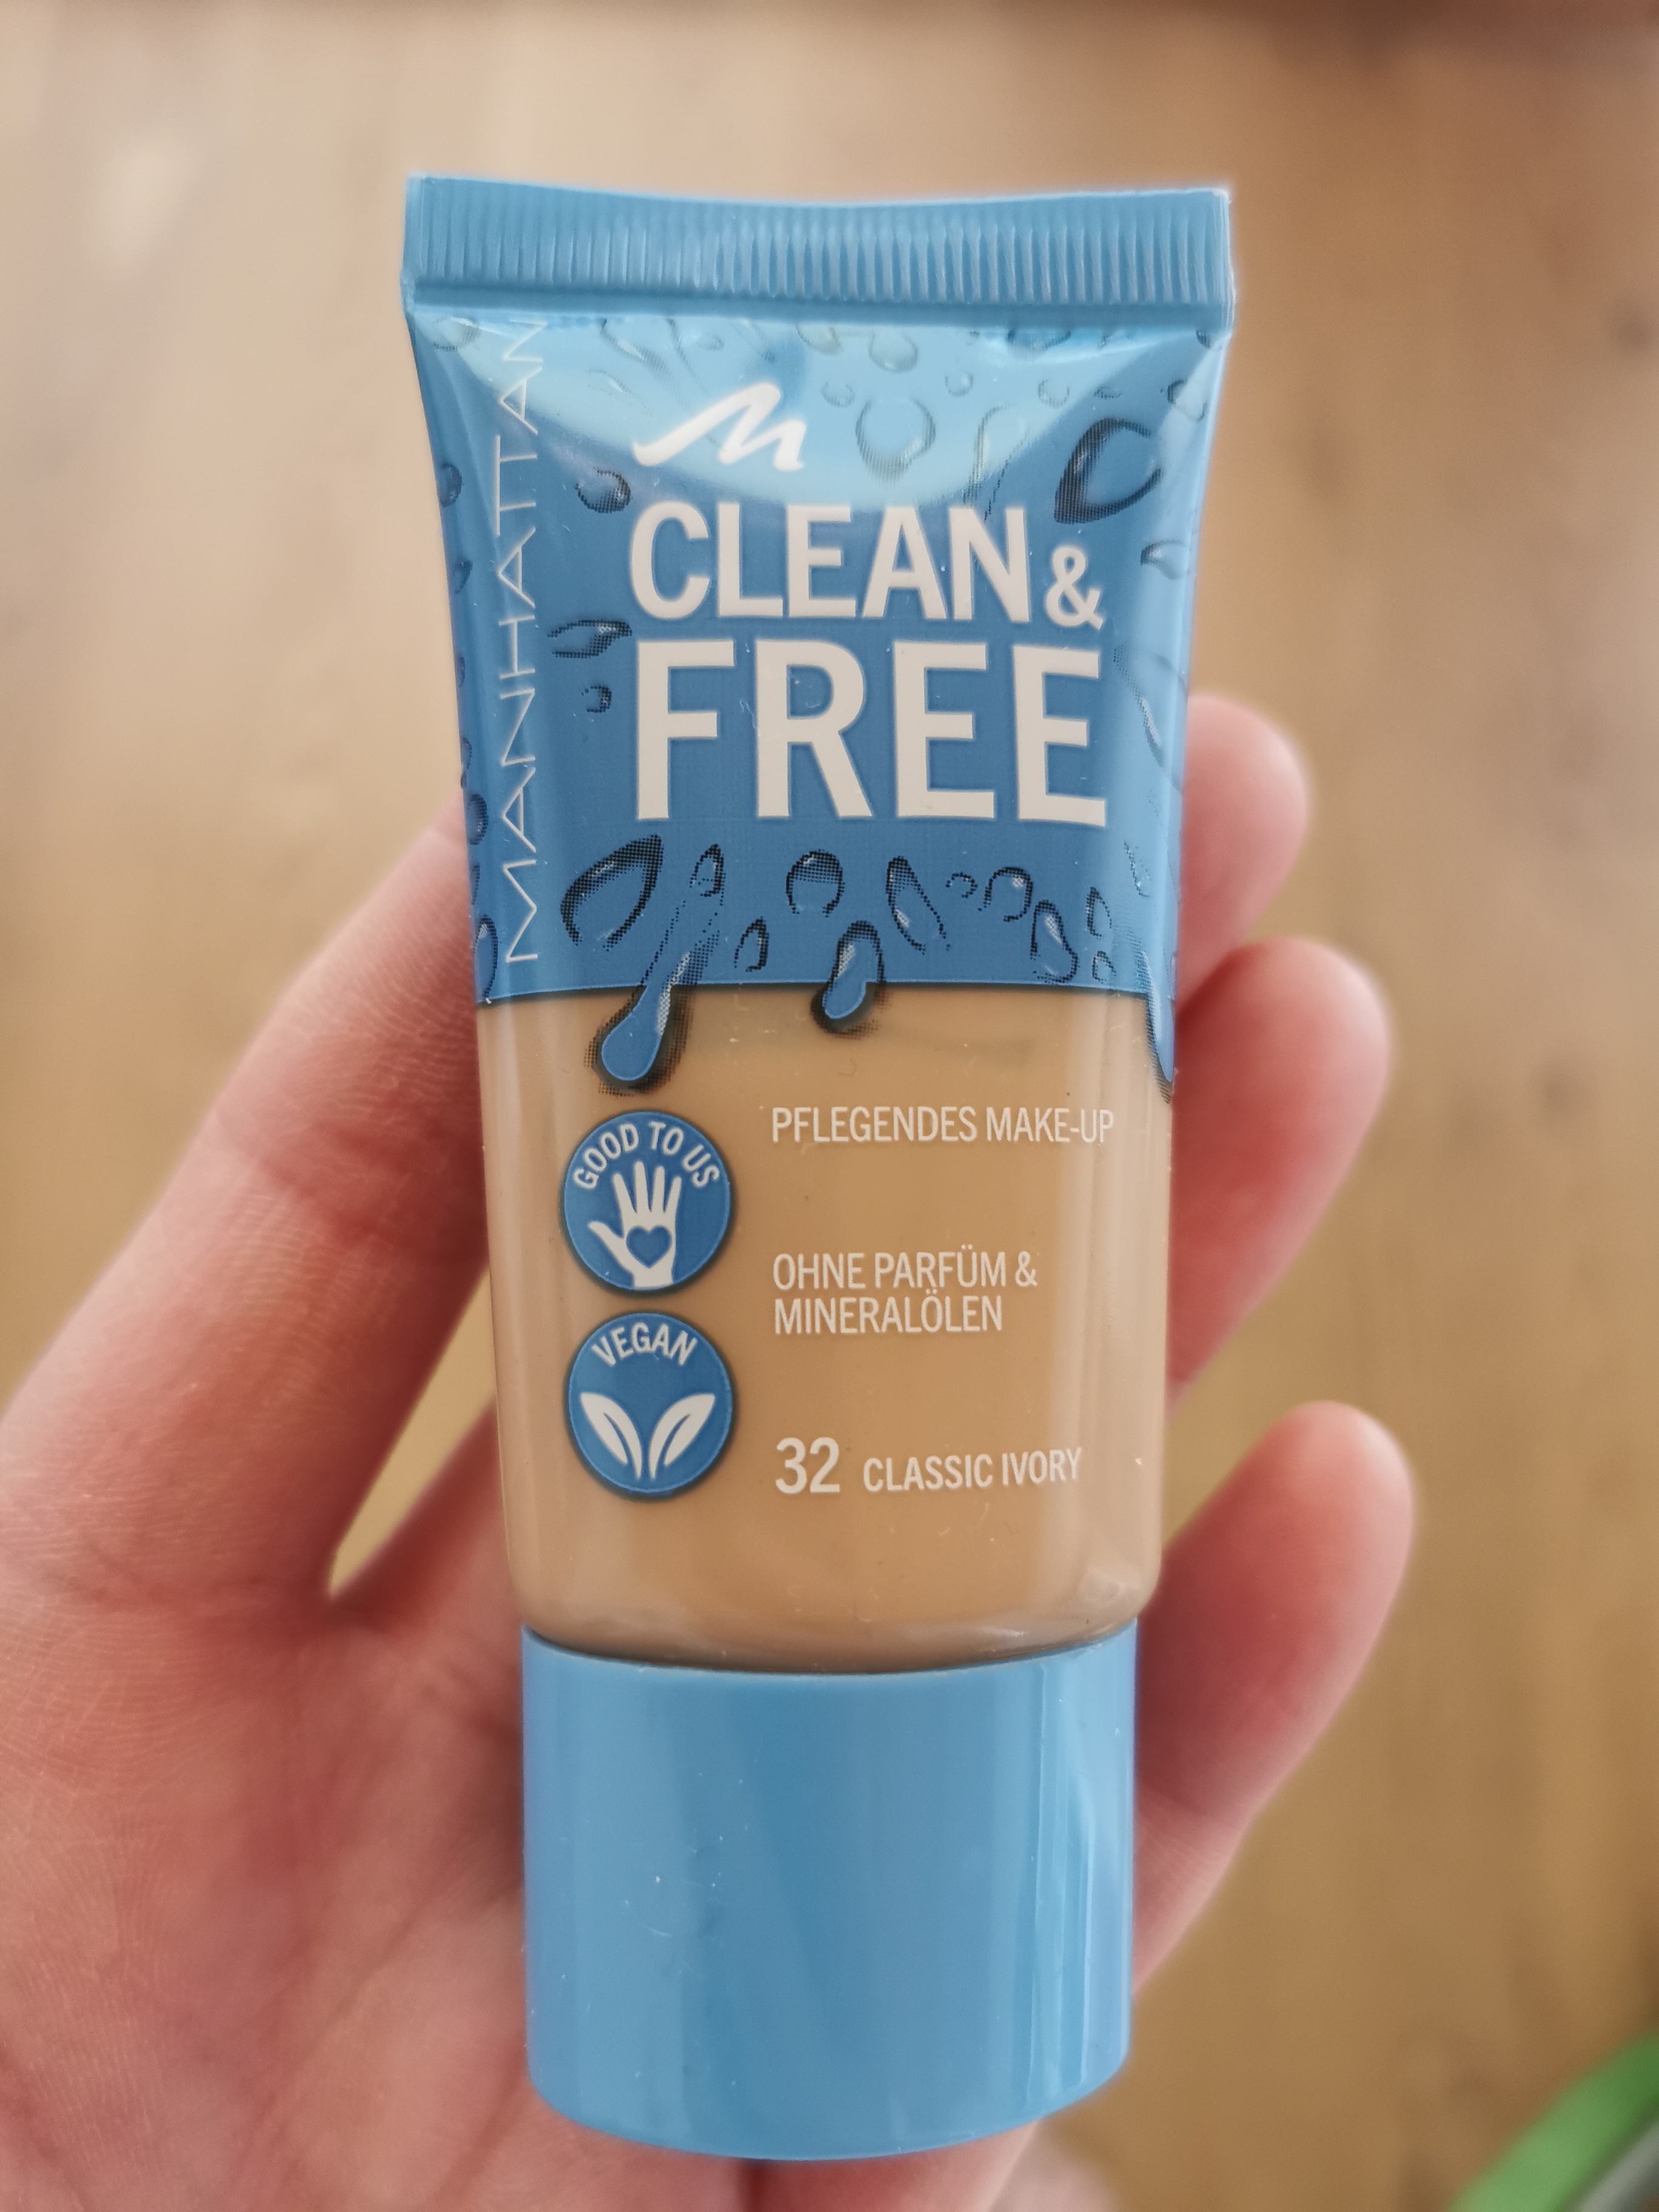 MANHATTAN
CLEAN &
FREE
PFLEGENDES MAKE-UP
GOOD TO US
OHNE PARFÜM &
MINERALÖLEN
VEGAN
32 CLASSIC IVORY